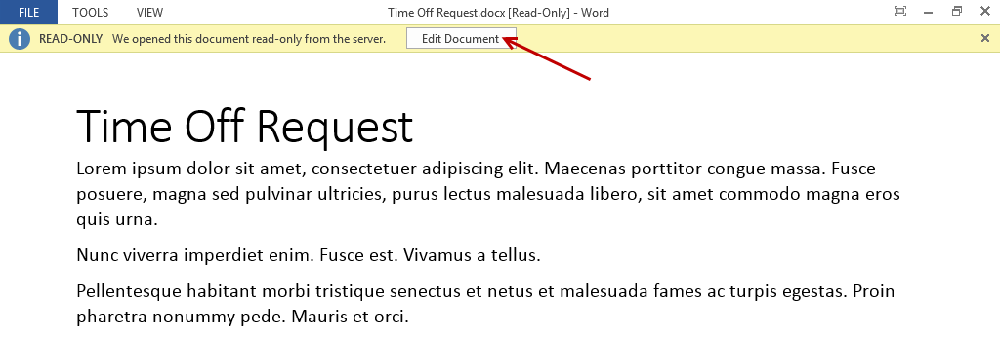 FILE TOOLS VIEW Time Off Request.docx [Read-Only] - Word
READ-ONLY We opened this document read-only from the server. Edit Document
Time Off Request
Lorem ipsum dolor sit amet, consectetuer adipiscing elit. Maecenas porttitor congue massa. Fusce
posuere, magna sed pulvinar ultricies, purus lectus malesuada libero, sit amet commodo magna eros
quis urna.
Nunc viverra imperdiet enim. Fusce est. Vivamus a tellus.
Pellentesque habitant morbi tristique senectus et netus et malesuada fames ac turpis egestas. Proin
pharetra nonummy pede. Mauris et orci.